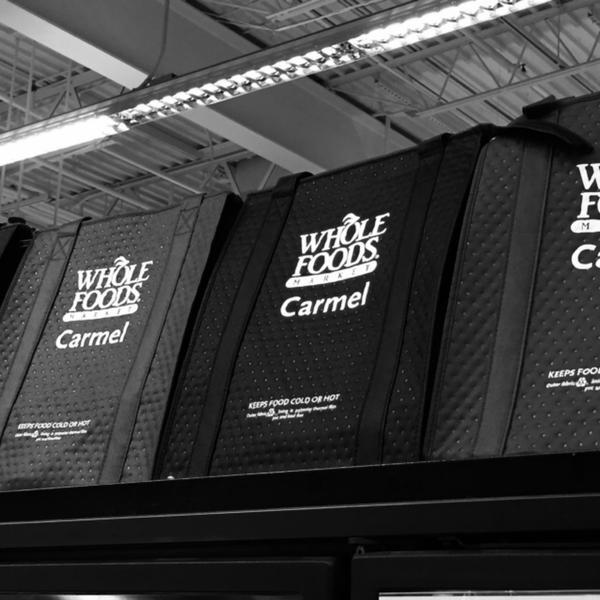 WHOLE
FOODS
MARKET
Carmel
KEEPS FOOD COLD OR HOT
WHOLE
FOODS
MARKET
Carmel
KEEPS FOOD COLD OR HOT
W
FO
M
Ca
KEEPS FOO